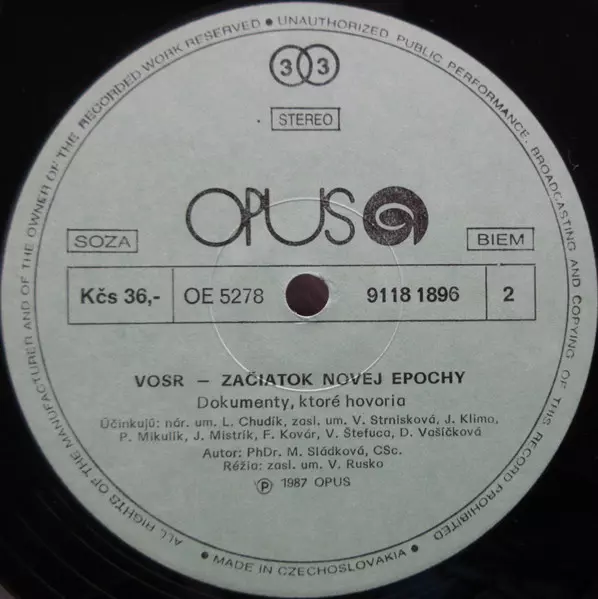 ALL RIGHTS OF THE MANUFACTURER AND OF THE OWNER OF THE RECORDED WORK RESERVED • UNAUTHORIZED PUBLIC PERFORMANCE, BROADCASTING AND COPYING OF THIS RECORD PROHIBITED
33
STEREO
OPUS
SOZA
BIEM
Kčs 36,- OE 5278 9118 1896 2
VOSR — ZAČIATOK NOVEJ EPOCHY
Dokumenty, ktoré hovoria
Účinkujú: nár. um. L. Chudík, zasl. um. V. Strnisková, J. Klimo,
P. Mikulík, J. Mistrík, F. Kovár, V. Štefuca, D. Vašíčková
Autor: PhDr. M. Sládková, CSc.
Réžia: zasl. um. V. Rusko
Ⓟ 1987 OPUS
• MADE IN CZECHOSLOVAKIA •